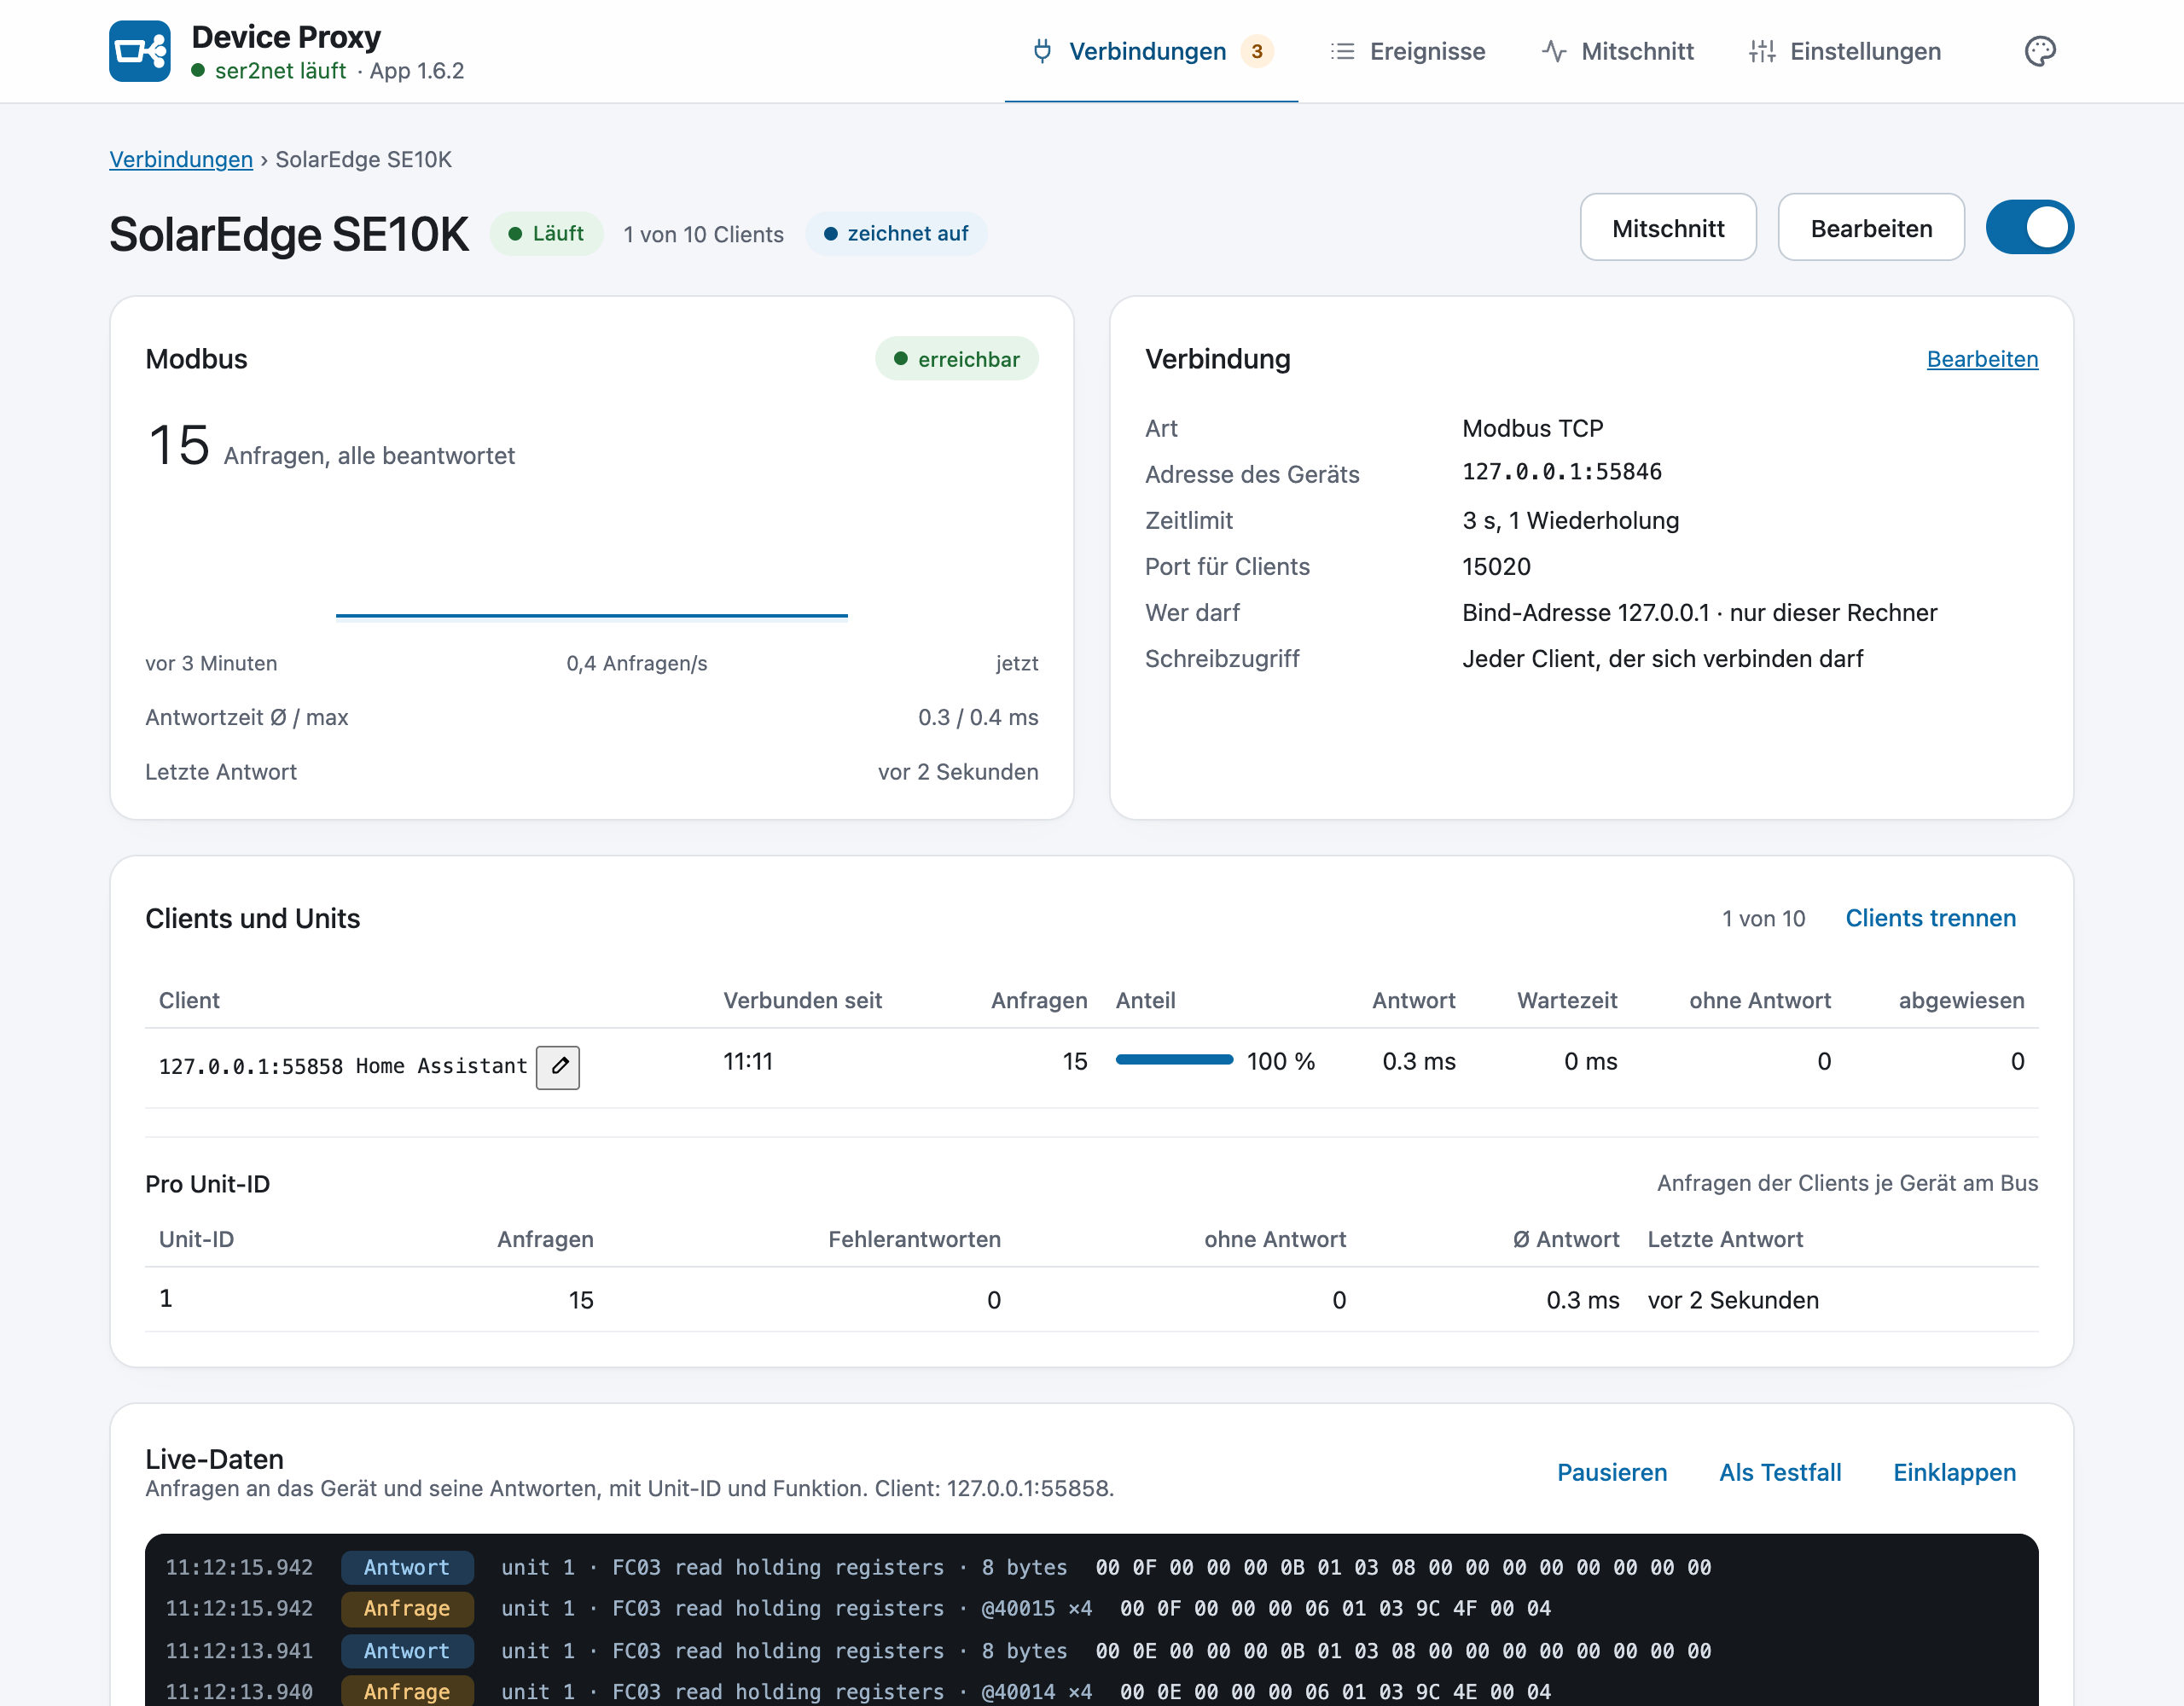 Device Proxy
ser2net läuft · App 1.6.2
Verbindungen 3
Ereignisse
Mitschnitt
Einstellungen
Verbindungen › SolarEdge SE10K
SolarEdge SE10K
Läuft
1 von 10 Clients
zeichnet auf
Mitschnitt
Bearbeiten
Modbus
erreichbar
15 Anfragen, alle beantwortet
vor 3 Minuten 0,4 Anfragen/s jetzt
Antwortzeit Ø / max 0.3 / 0.4 ms
Letzte Antwort vor 2 Sekunden
Verbindung
Bearbeiten
Art Modbus TCP
Adresse des Geräts 127.0.0.1:55846
Zeitlimit 3 s, 1 Wiederholung
Port für Clients 15020
Wer darf Bind-Adresse 127.0.0.1 · nur dieser Rechner
Schreibzugriff Jeder Client, der sich verbinden darf
Clients und Units
1 von 10 Clients trennen
Client Verbunden seit Anfragen Anteil Antwort Wartezeit ohne Antwort abgewiesen
127.0.0.1:55858 Home Assistant 11:11 15 100 % 0.3 ms 0 ms 0 0
Pro Unit-ID Anfragen der Clients je Gerät am Bus
Unit-ID Anfragen Fehlerantworten ohne Antwort Ø Antwort Letzte Antwort
1 15 0 0 0.3 ms vor 2 Sekunden
Live-Daten
Anfragen an das Gerät und seine Antworten, mit Unit-ID und Funktion. Client: 127.0.0.1:55858.
Pausieren Als Testfall Einklappen
11:12:15.942 Antwort unit 1 · FC03 read holding registers · 8 bytes 00 0F 00 00 00 0B 01 03 08 00 00 00 00 00 00 00 00
11:12:15.942 Anfrage unit 1 · FC03 read holding registers · @40015 ×4 00 0F 00 00 00 06 01 03 9C 4F 00 04
11:12:13.941 Antwort unit 1 · FC03 read holding registers · 8 bytes 00 0E 00 00 00 0B 01 03 08 00 00 00 00 00 00 00 00
11:12:13.940 Anfrage unit 1 · FC03 read holding registers · @40014 ×4 00 0E 00 00 00 06 01 03 9C 4E 00 04